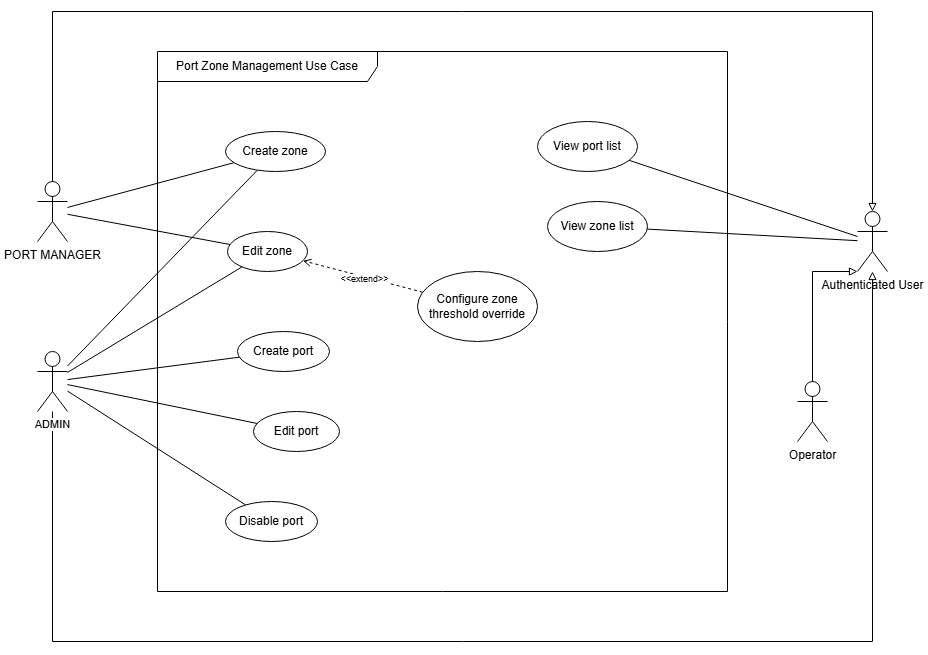 Port Zone Management Use Case
Create zone
View port list
View zone list
PORT MANAGER
Edit zone
<<extend>>
Authenticated User
Configure zone
threshold override
Create port
ADMIN
Edit port
Operator
Disable port